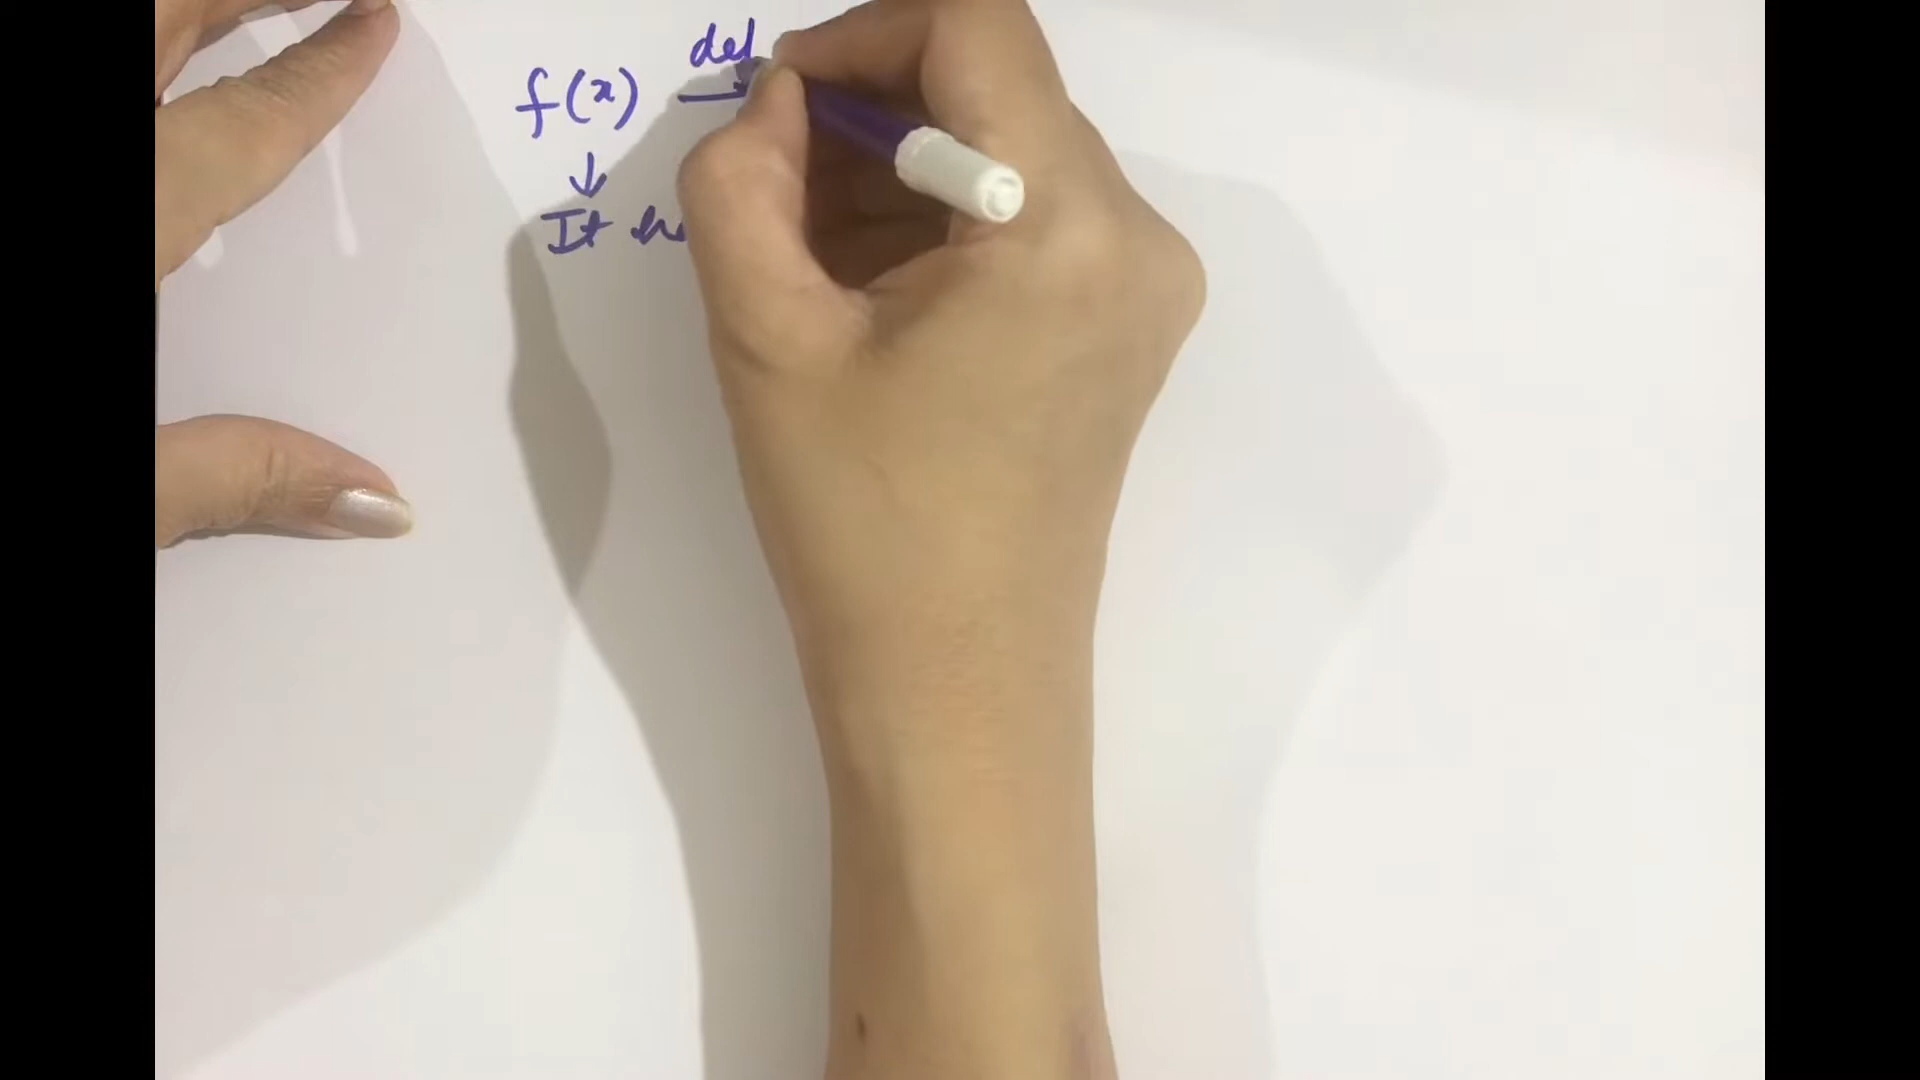 f(x) → def
↓
It